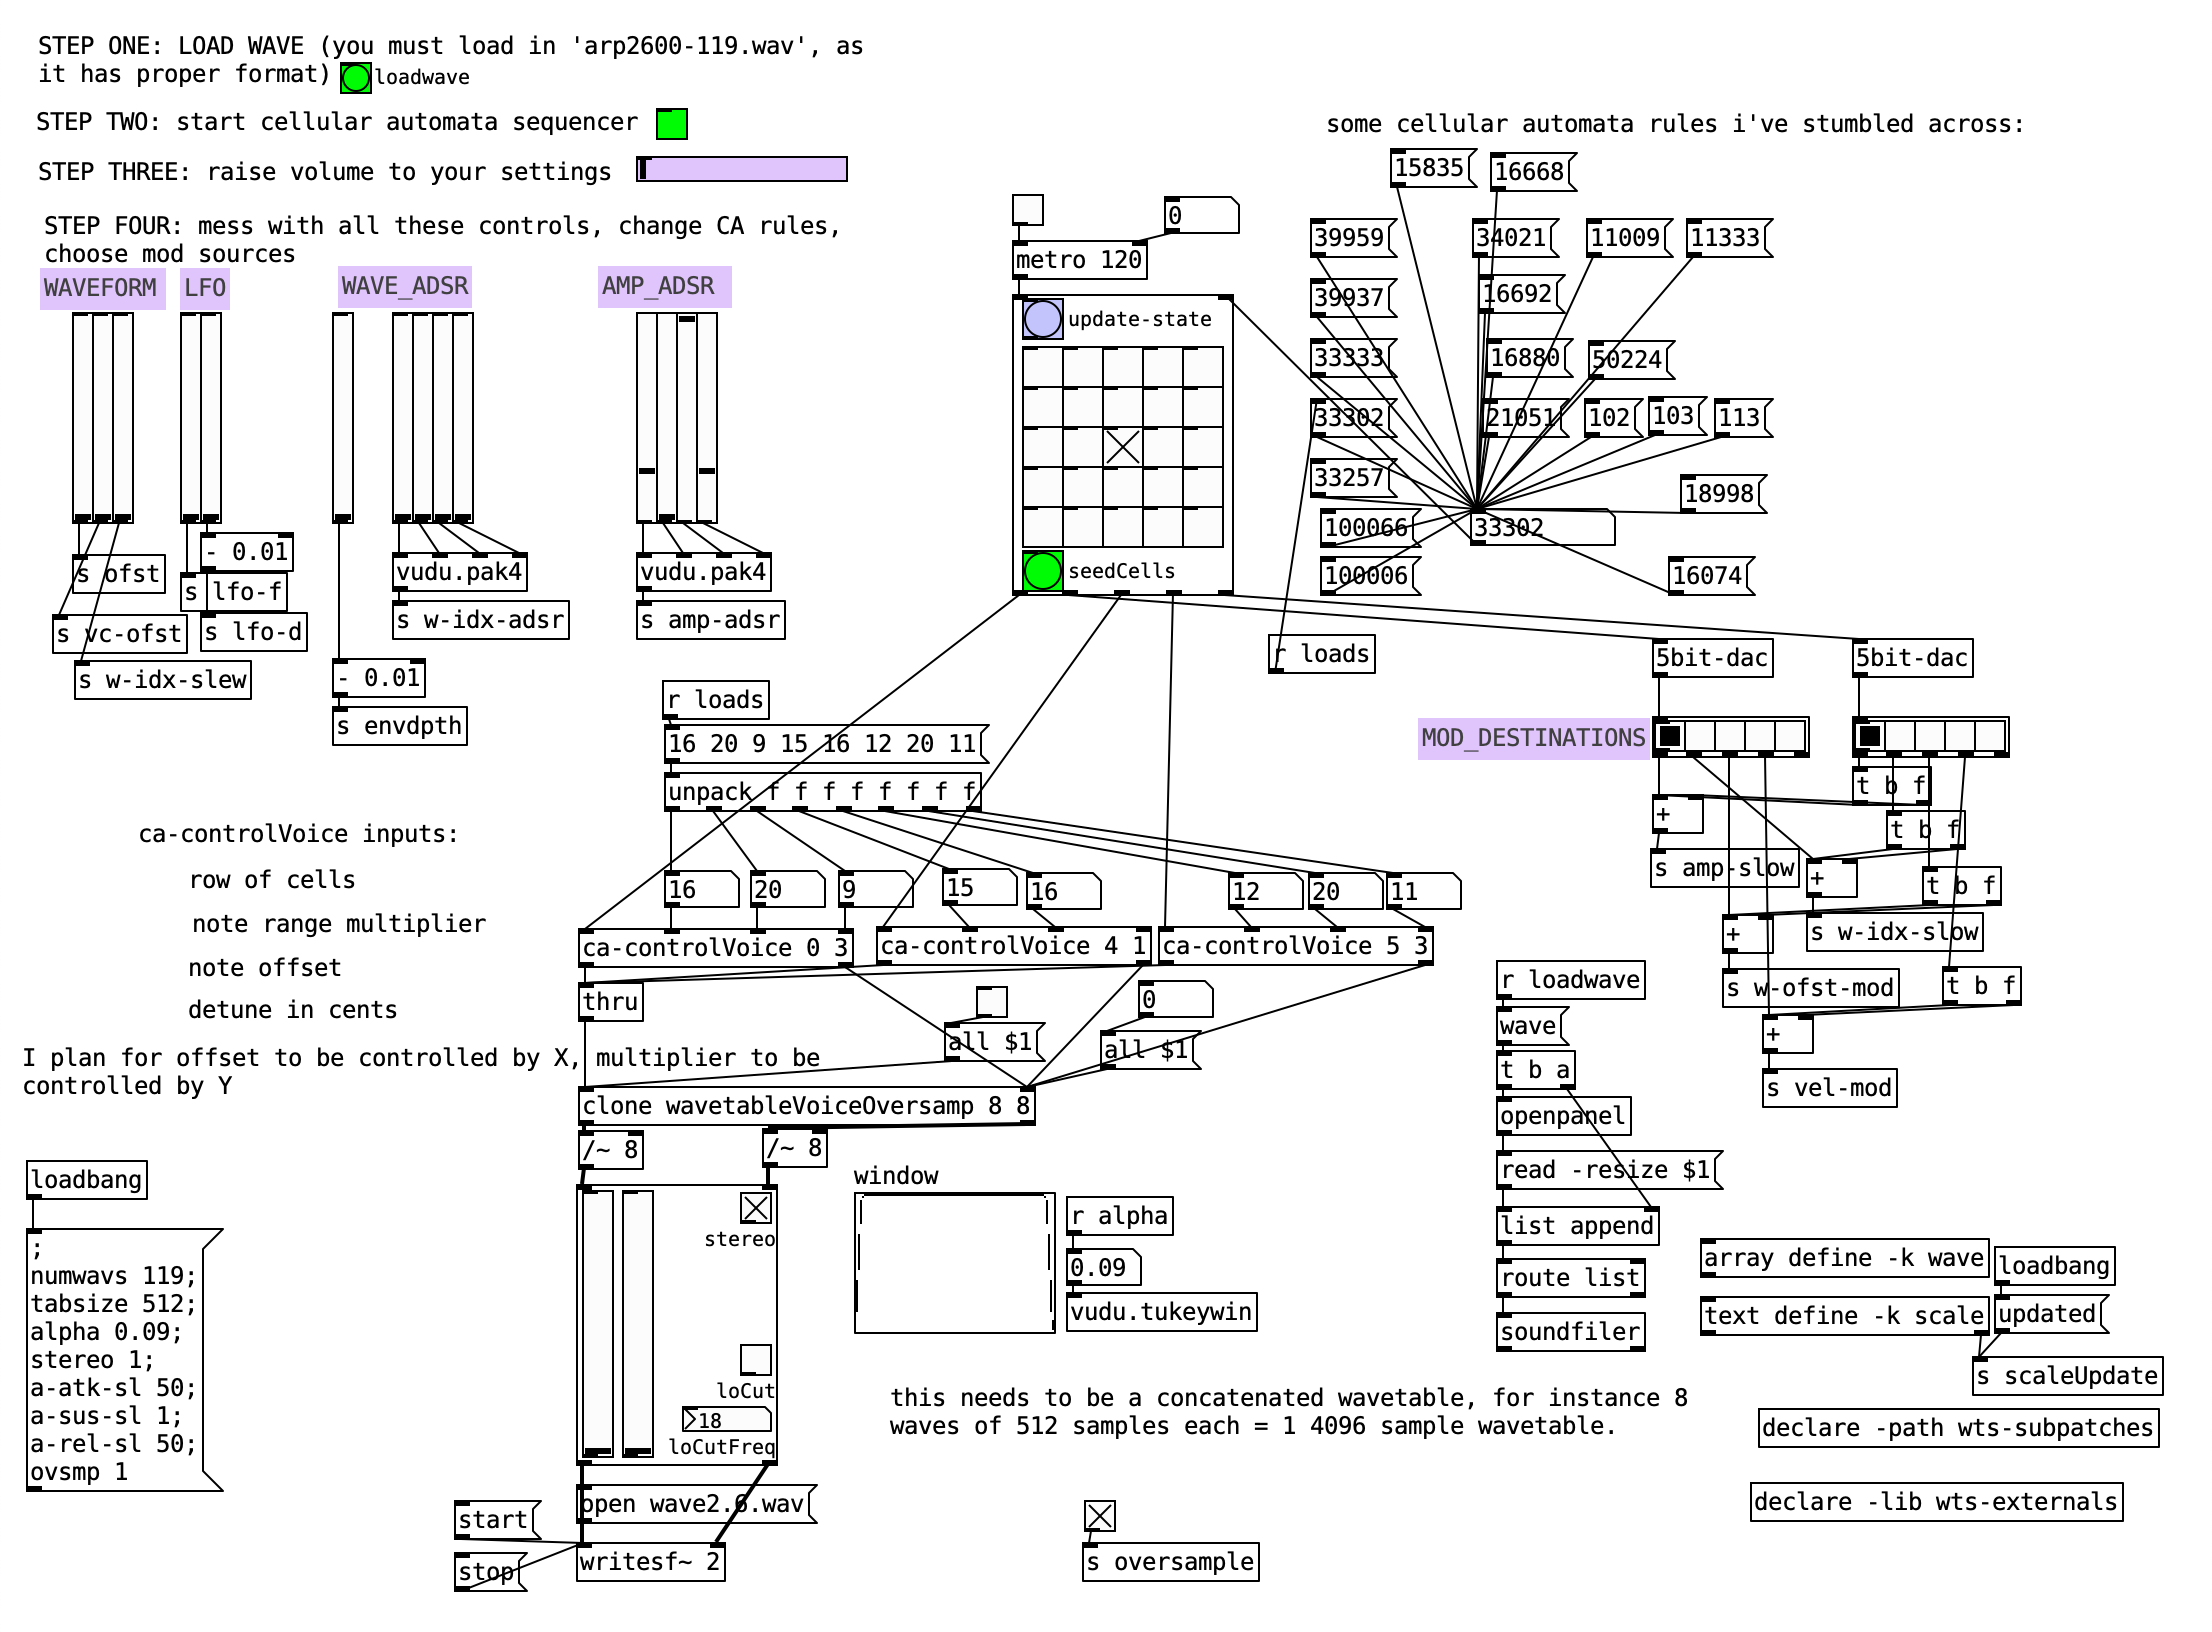 STEP ONE: LOAD WAVE (you must load in 'arp2600-119.wav', as
it has proper format)
loadwave
STEP TWO: start cellular automata sequencer
STEP THREE: raise volume to your settings
STEP FOUR: mess with all these controls, change CA rules,
choose mod sources
WAVEFORM
LFO
WAVE_ADSR
AMP_ADSR
- 0.01
s ofst
s lfo-f
s vc-ofst
s lfo-d
s w-idx-slew
vudu.pak4
s w-idx-adsr
- 0.01
s envdpth
vudu.pak4
s amp-adsr
0
metro 120
update-state
seedCells
some cellular automata rules i've stumbled across:
15835
16668
39959
34021
11009
11333
39937
16692
33333
16880
50224
33302
21051
102
103
113
33257
18998
100066
33302
100006
16074
r loads
5bit-dac
5bit-dac
MOD_DESTINATIONS
t b f
+
t b f
s amp-slow
+
t b f
+
s w-idx-slow
s w-ofst-mod
t b f
+
s vel-mod
r loads
16 20 9 15 16 12 20 11
unpack f f f f f f f f
16
20
9
15
16
12
20
11
ca-controlVoice 0 3
ca-controlVoice 4 1
ca-controlVoice 5 3
thru
0
all $1
all $1
clone wavetableVoiceOversamp 8 8
/~ 8
/~ 8
ca-controlVoice inputs:
row of cells
note range multiplier
note offset
detune in cents
I plan for offset to be controlled by X, multiplier to be
controlled by Y
loadbang
;
numwavs 119;
tabsize 512;
alpha 0.09;
stereo 1;
a-atk-sl 50;
a-sus-sl 1;
a-rel-sl 50;
ovsmp 1
stereo
loCut
18
loCutFreq
open wave2.6.wav
start
stop
writesf~ 2
window
r alpha
0.09
vudu.tukeywin
r loadwave
wave
t b a
openpanel
read -resize $1
list append
route list
soundfiler
array define -k wave
text define -k scale
loadbang
updated
s scaleUpdate
this needs to be a concatenated wavetable, for instance 8
waves of 512 samples each = 1 4096 sample wavetable.
declare -path wts-subpatches
declare -lib wts-externals
s oversample